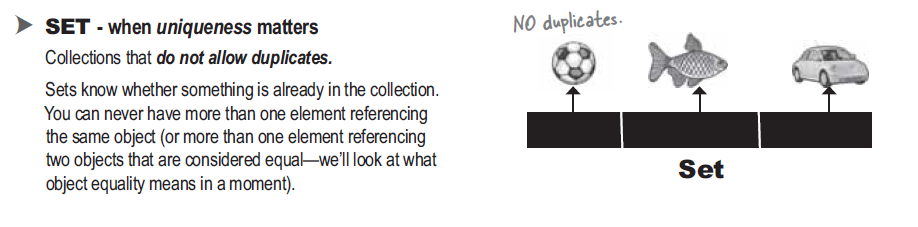 ➤ SET - when uniqueness matters
Collections that do not allow duplicates.
Sets know whether something is already in the collection.
You can never have more than one element referencing
the same object (or more than one element referencing
two objects that are considered equal—we’ll look at what
object equality means in a moment).
NO duplicates.
Set